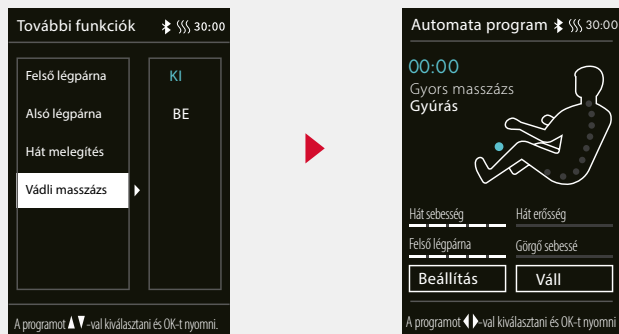 További funkciók 30:00
Felső légpárna KI
Alsó légpárna BE
Hát melegítés
Vádli masszázs
A programot ▲▼-val kiválasztani és OK-t nyomni.
Automata program 30:00
00:00
Gyors masszázs
Gyúrás
Hát sebesség Hát erősség
Felső légpárna Görgő sebessé
Beállítás Váll
A programot ◀▶-val kiválasztani és OK-t nyomni